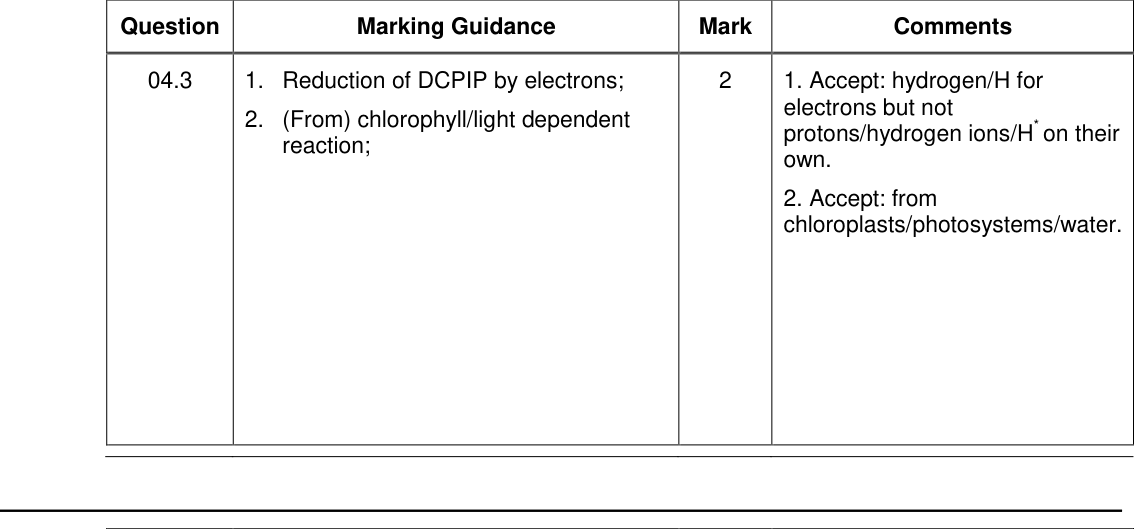 Question Marking Guidance Mark Comments
04.3 1. Reduction of DCPIP by electrons; 2 1. Accept: hydrogen/H for
electrons but not
2. (From) chlorophyll/light dependent protons/hydrogen ions/H* on their
reaction; own.
2. Accept: from
chloroplasts/photosystems/water.